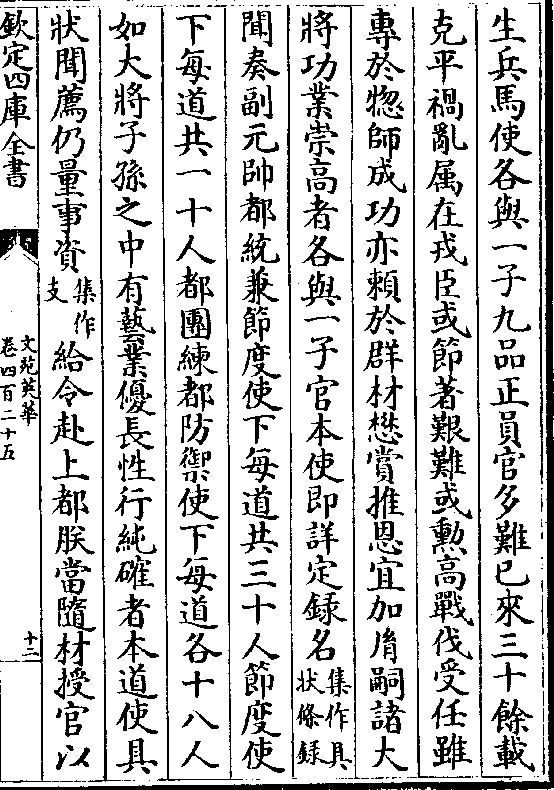 生兵馬使各與一子九品正員官多難已來三十餘載
克平禍亂属在戎臣或節著艱難或勲高戰伐受任雖
專於惣師成功亦頼於群材懋賞推恩宜加胤嗣諸大
將功業崇高者各與一子官本使即詳定録名集作具狀條録
聞奏副元帥都統兼節度使下每道共三十人節度使
下每道共一十人都團練都防禦使下每道各十八人
如大將子孫之中有藝業優長性行純確者本道使具
狀聞薦仍量事資集作支給令赴上都朕當隨材授官以
欽定四庫全書
文苑英華
卷四百二十五
十二